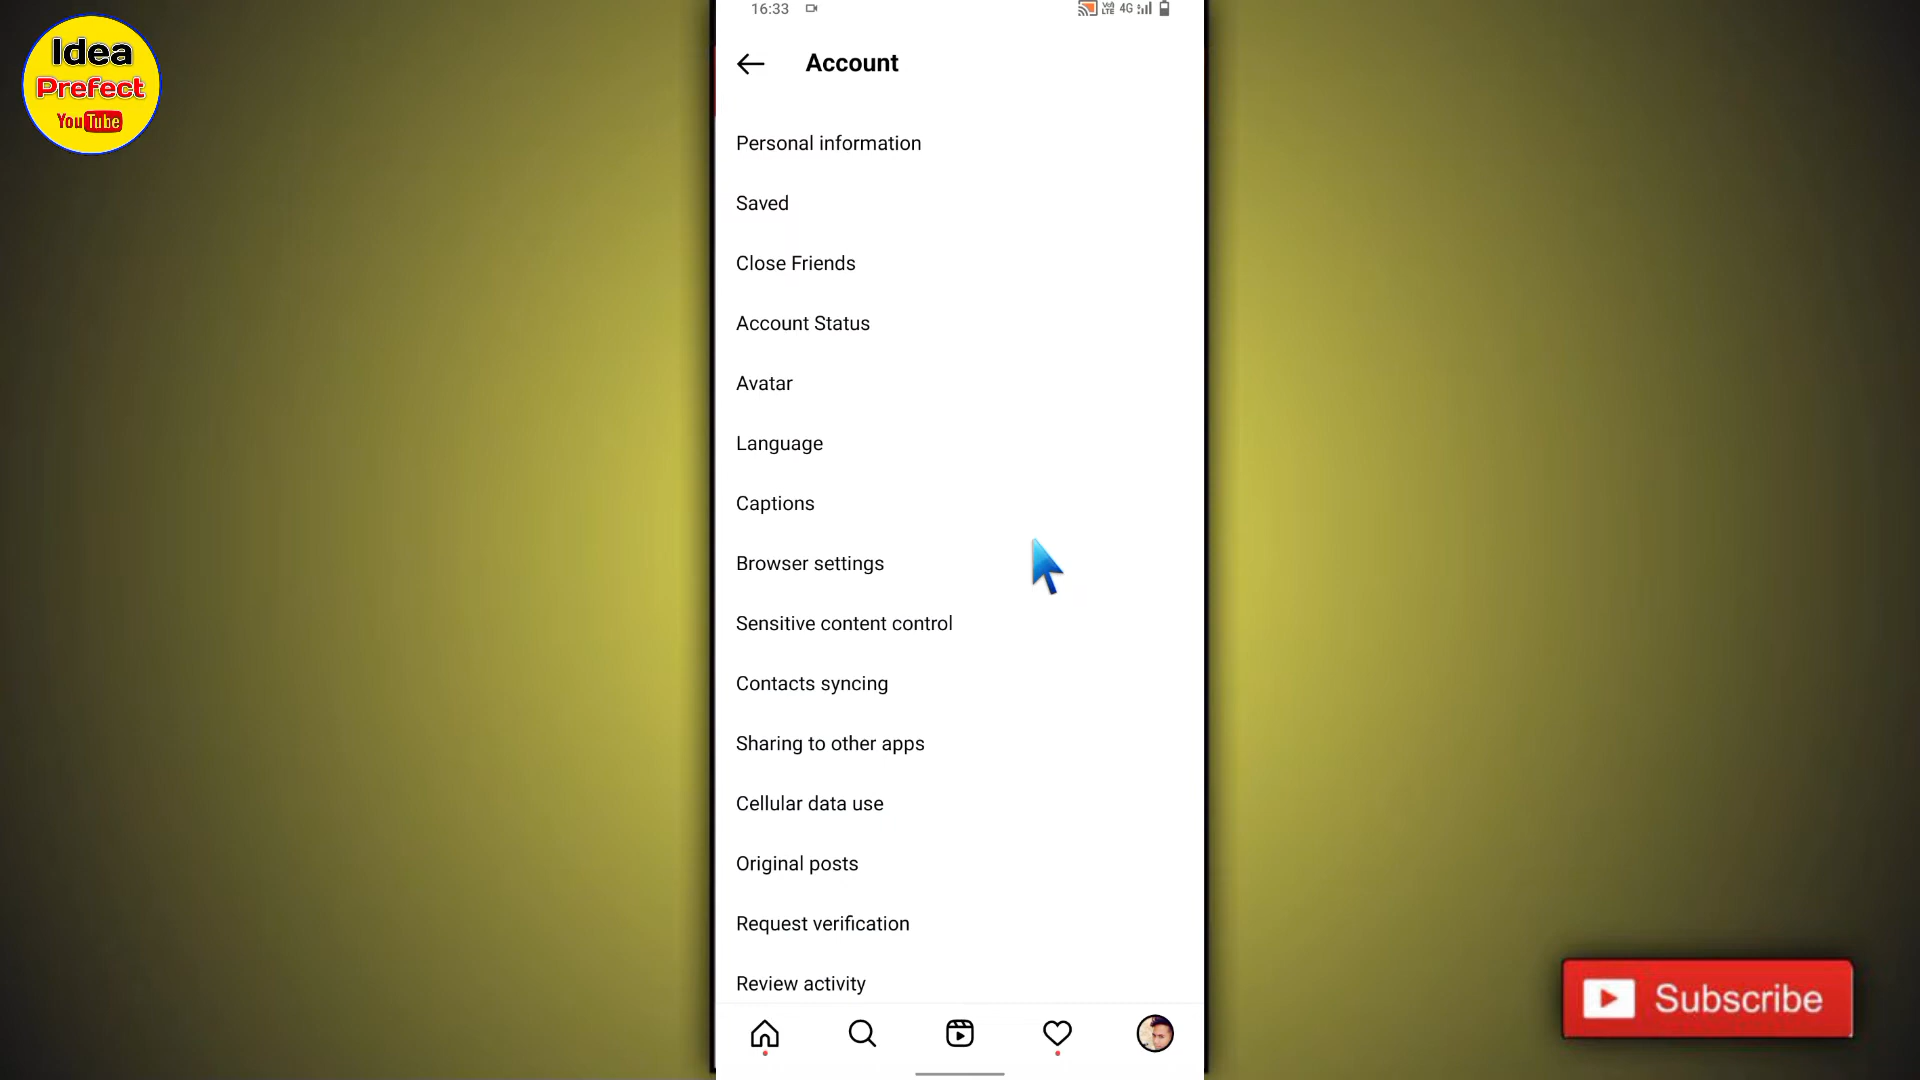 Idea
Prefect
YouTube
16:33
Vo) LTE 4G
Account
Personal information
Saved
Close Friends
Account Status
Avatar
Language
Captions
Browser settings
Sensitive content control
Contacts syncing
Sharing to other apps
Cellular data use
Original posts
Request verification
Review activity
Subscribe